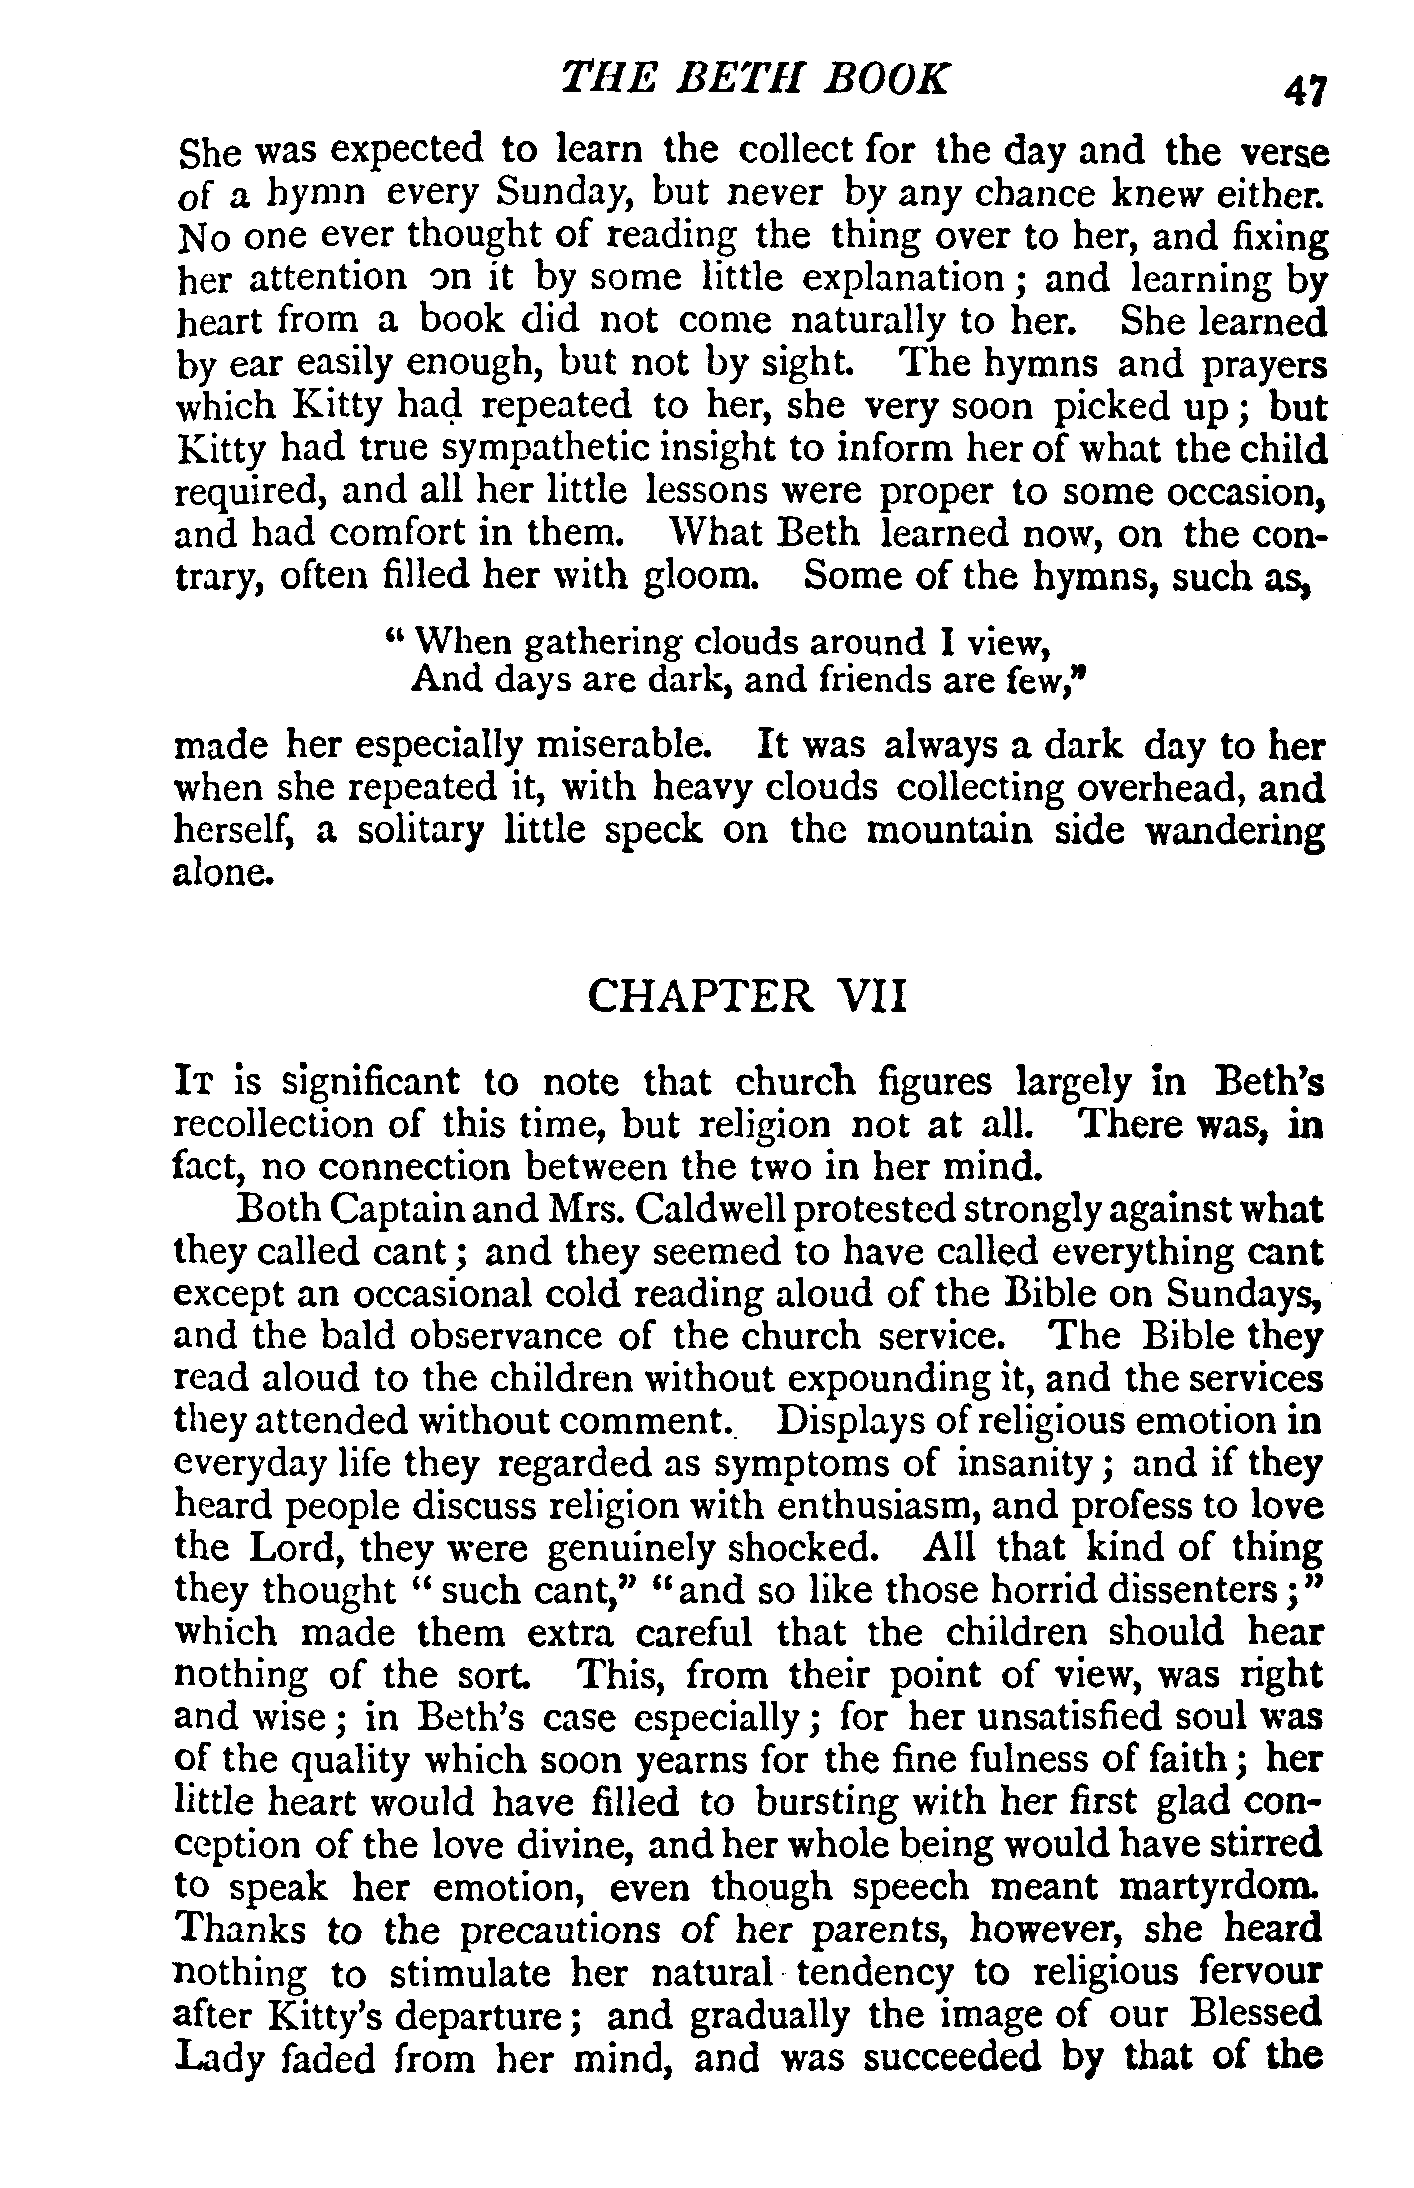 THE BETH BOOK 47
She was expected to learn the collect for the day and the verse
of a hymn every Sunday, but never by any chance knew either.
No one ever thought of reading the thing over to her, and fixing
her attention on it by some little explanation; and learning by
heart from a book did not come naturally to her. She learned
by ear easily enough, but not by sight. The hymns and prayers
which Kitty had repeated to her, she very soon picked up; but
Kitty had true sympathetic insight to inform her of what the child
required, and all her little lessons were proper to some occasion,
and had comfort in them. What Beth learned now, on the con-
trary, often filled her with gloom. Some of the hymns, such as,
"When gathering clouds around I view,
And days are dark, and friends are few,"
made her especially miserable. It was always a dark day to her
when she repeated it, with heavy clouds collecting overhead, and
herself, a solitary little speck on the mountain side wandering
alone.
CHAPTER VII
IT is significant to note that church figures largely in Beth's
recollection of this time, but religion not at all. There was, in
fact, no connection between the two in her mind.
Both Captain and Mrs. Caldwell protested strongly against what
they called cant; and they seemed to have called everything cant
except an occasional cold reading aloud of the Bible on Sundays,
and the bald observance of the church service. The Bible they
read aloud to the children without expounding it, and the services
they attended without comment. Displays of religious emotion in
everyday life they regarded as symptoms of insanity; and if they
heard people discuss religion with enthusiasm, and profess to love
the Lord, they were genuinely shocked. All that kind of thing
they thought "such cant," "and so like those horrid dissenters;"
which made them extra careful that the children should hear
nothing of the sort. This, from their point of view, was right
and wise; in Beth's case especially; for her unsatisfied soul was
of the quality which soon yearns for the fine fulness of faith; her
little heart would have filled to bursting with her first glad con-
ception of the love divine, and her whole being would have stirred
to speak her emotion, even though speech meant martyrdom.
Thanks to the precautions of her parents, however, she heard
nothing to stimulate her natural tendency to religious fervour
after Kitty's departure; and gradually the image of our Blessed
Lady faded from her mind, and was succeeded by that of the